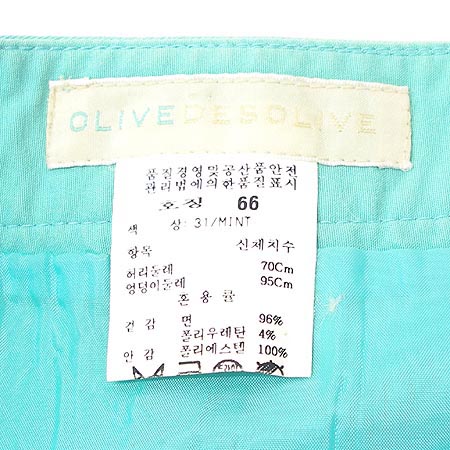 OLIVEDESOLIVE
품질경영및공산품안전
관리법에의한품질표시
호칭 66
색 상: 31/MINT
항목 신체치수
허리둘레 70Cm
엉덩이둘레 95Cm
혼용률
겉감 면 96%
폴리우레탄 4%
안감 폴리에스텔 100%